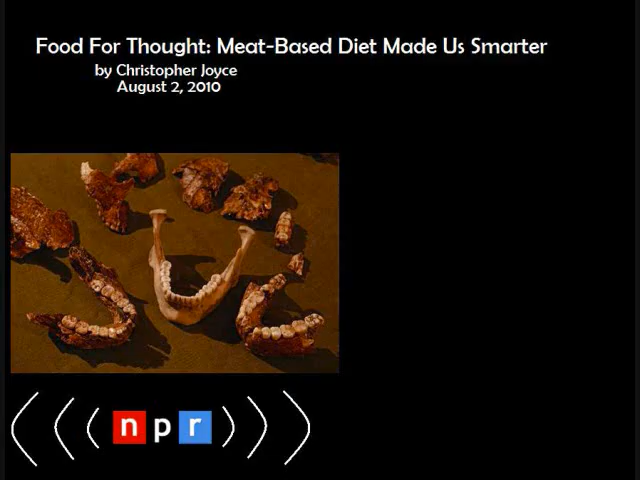 Food For Thought: Meat-Based Diet Made Us Smarter
by Christopher Joyce
August 2, 2010
npr